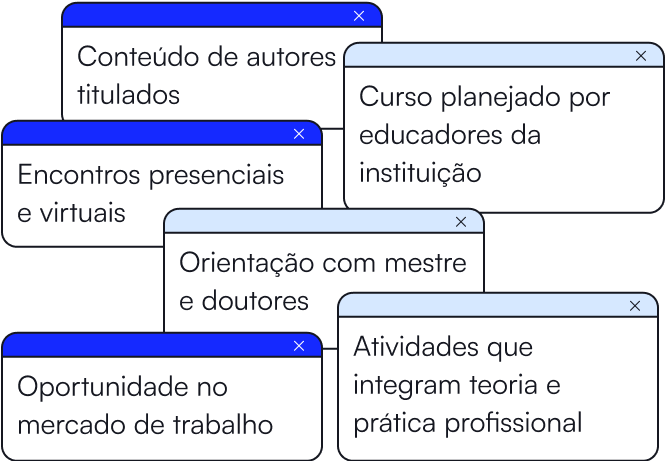 Conteúdo de autores
titulados
Curso planejado por
educadores da
instituição
Encontros presenciais
e virtuais
Orientação com mestre
e doutores
Atividades que
integram teoria e
prática profissional
Oportunidade no
mercado de trabalho